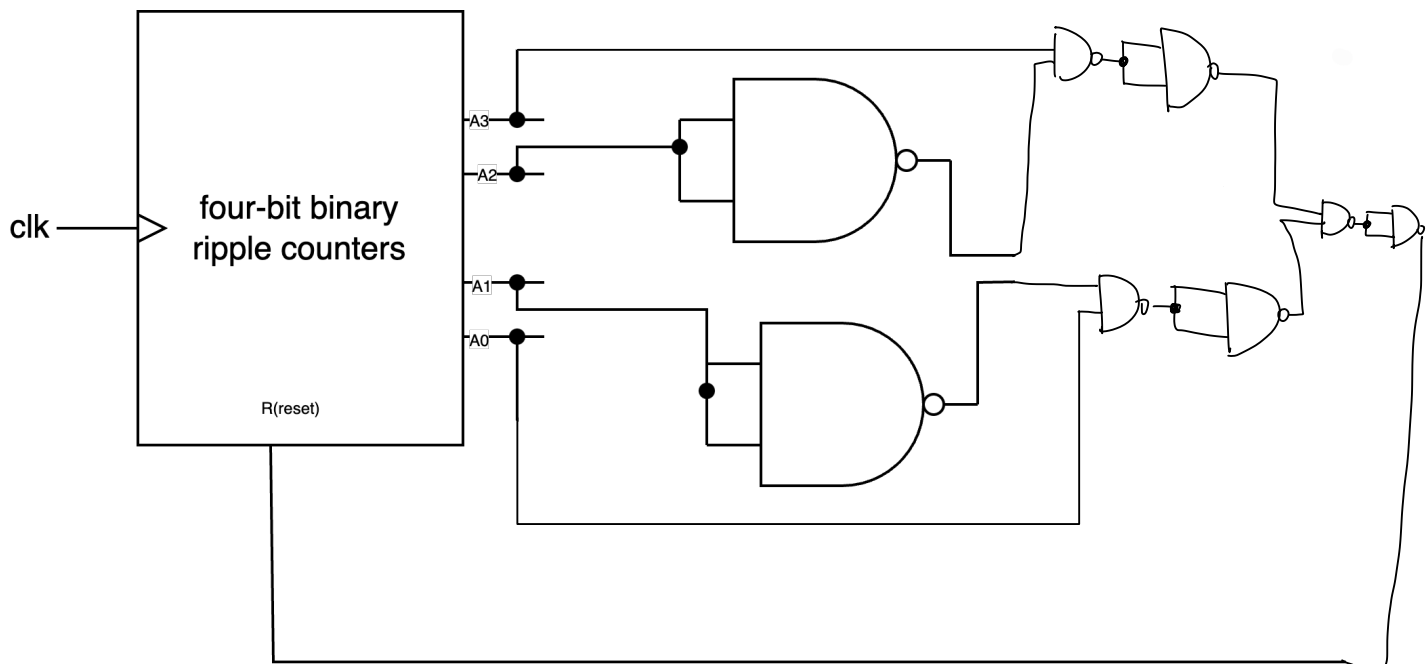 A3
A2
clk
four-bit binary
ripple counters
A1
A0
R(reset)